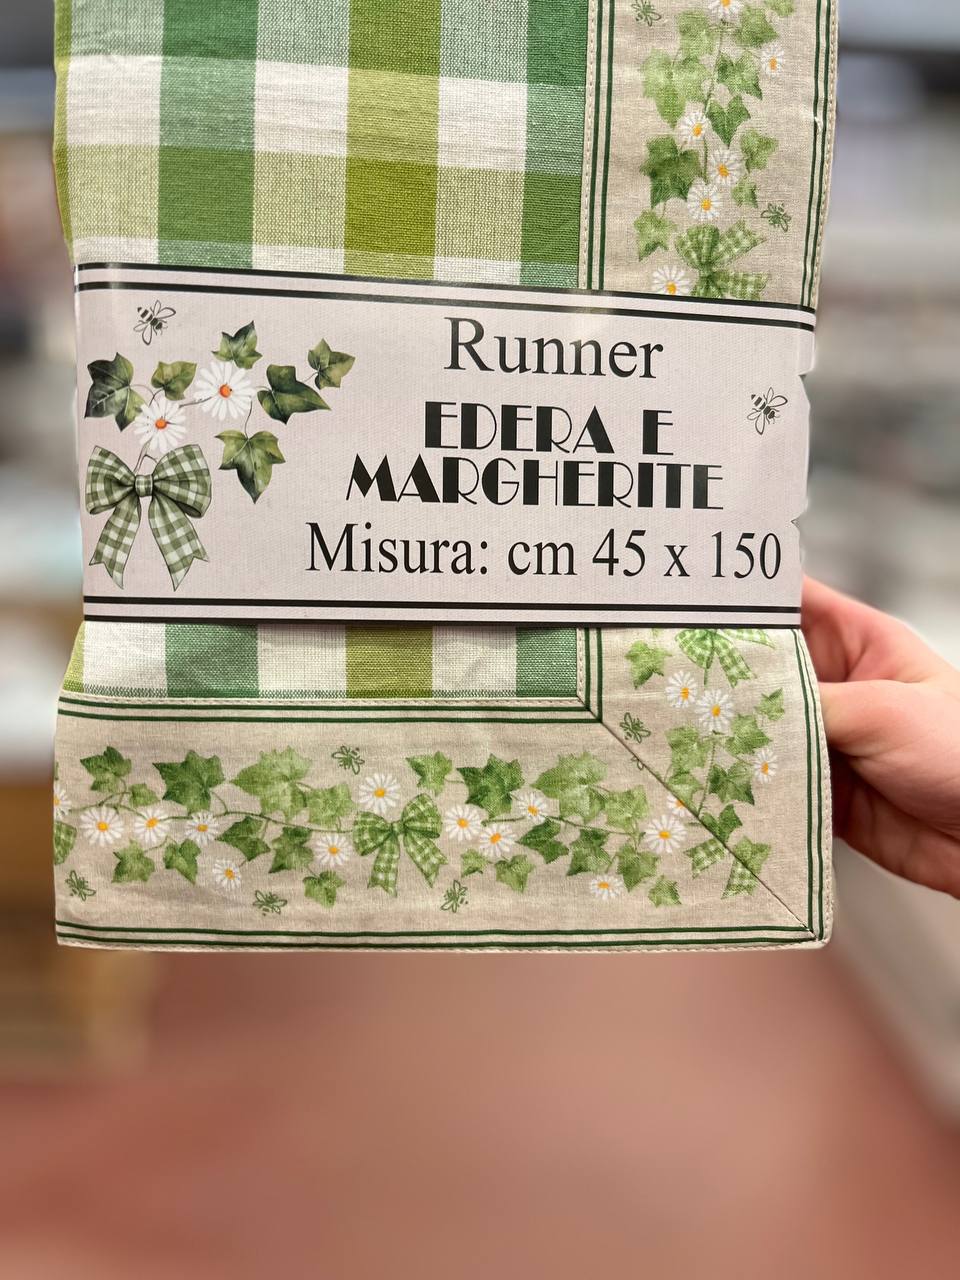 Runner
EDERA E
MARGHERITE
Misura: cm 45 x 150